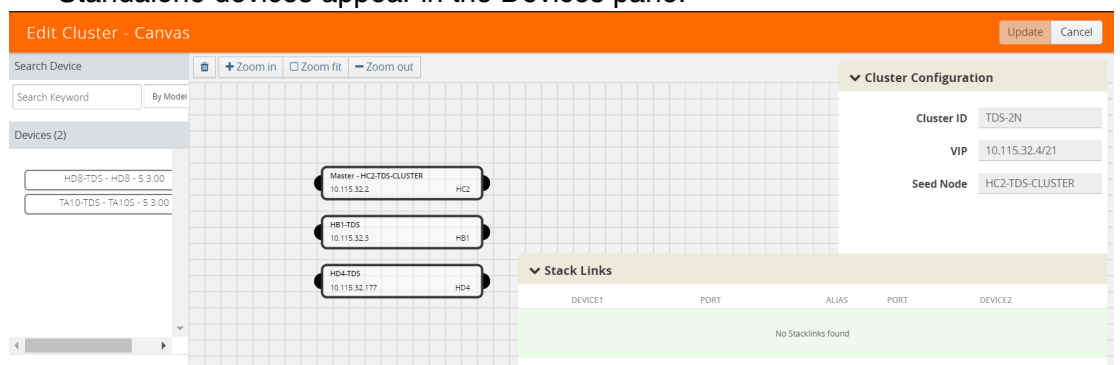 Standalone devices appear in the Devices pane.
Edit Cluster - Canvas
Update Cancel
Search Device
Zoom in Zoom fit Zoom out
Search Keyword By Model
Devices (2)
HD8-TDS - HD8 - 5.3.00
TA10-TDS - TA10S - 5.3.00
Master - HC2-TDS-CLUSTER
10.115.32.2 HC2
HB1-TDS
10.115.32.3 HB1
HD4-TDS
10.115.32.177 HD4
Cluster Configuration
Cluster ID TDS-2N
VIP 10.115.32.4/21
Seed Node HC2-TDS-CLUSTER
Stack Links
DEVICE1 PORT ALIAS PORT DEVICE2
No Stacklinks found